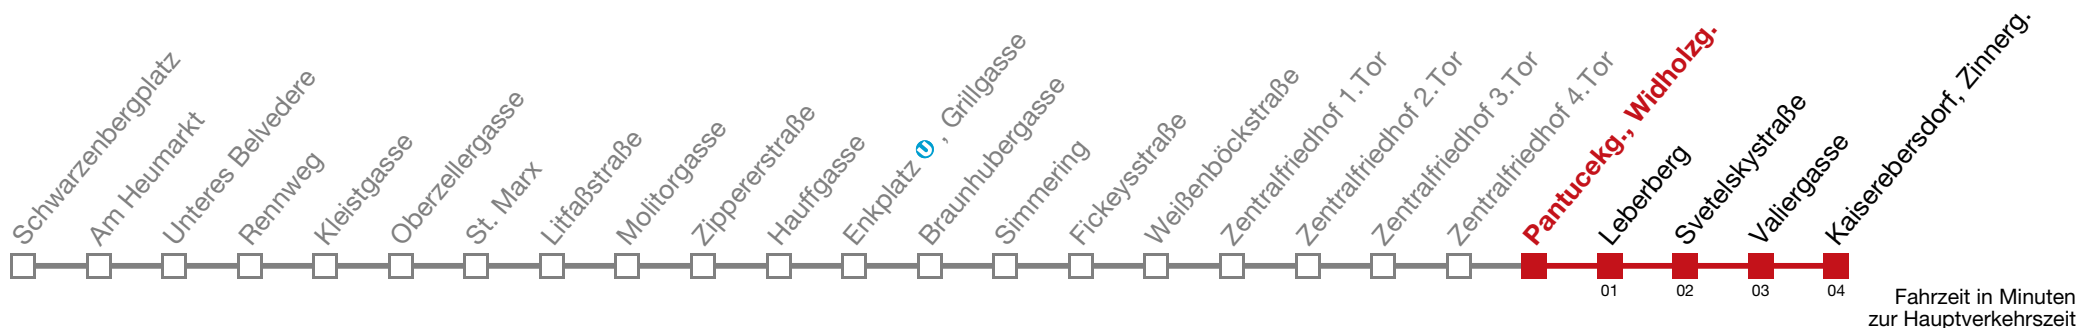 Schwarzenbergplatz
Am Heumarkt
Unteres Belvedere
Rennweg
Kleistgasse
Oberzellergasse
St. Marx
Litfaßstraße
Molitorgasse
Zippererstraße
Hauffgasse
Enkplatz U, Grillgasse
Braunhubergasse
Simmering
Fickeysstraße
Weißenböckstraße
Zentralfriedhof 1.Tor
Zentralfriedhof 2.Tor
Zentralfriedhof 3.Tor
Zentralfriedhof 4.Tor
Pantucekg., Widholzg.
Leberberg
Svetelskystraße
Valiergasse
Kaiserebersdorf, Zinnerg.
01 02 03 04
Fahrzeit in Minuten
zur Hauptverkehrszeit